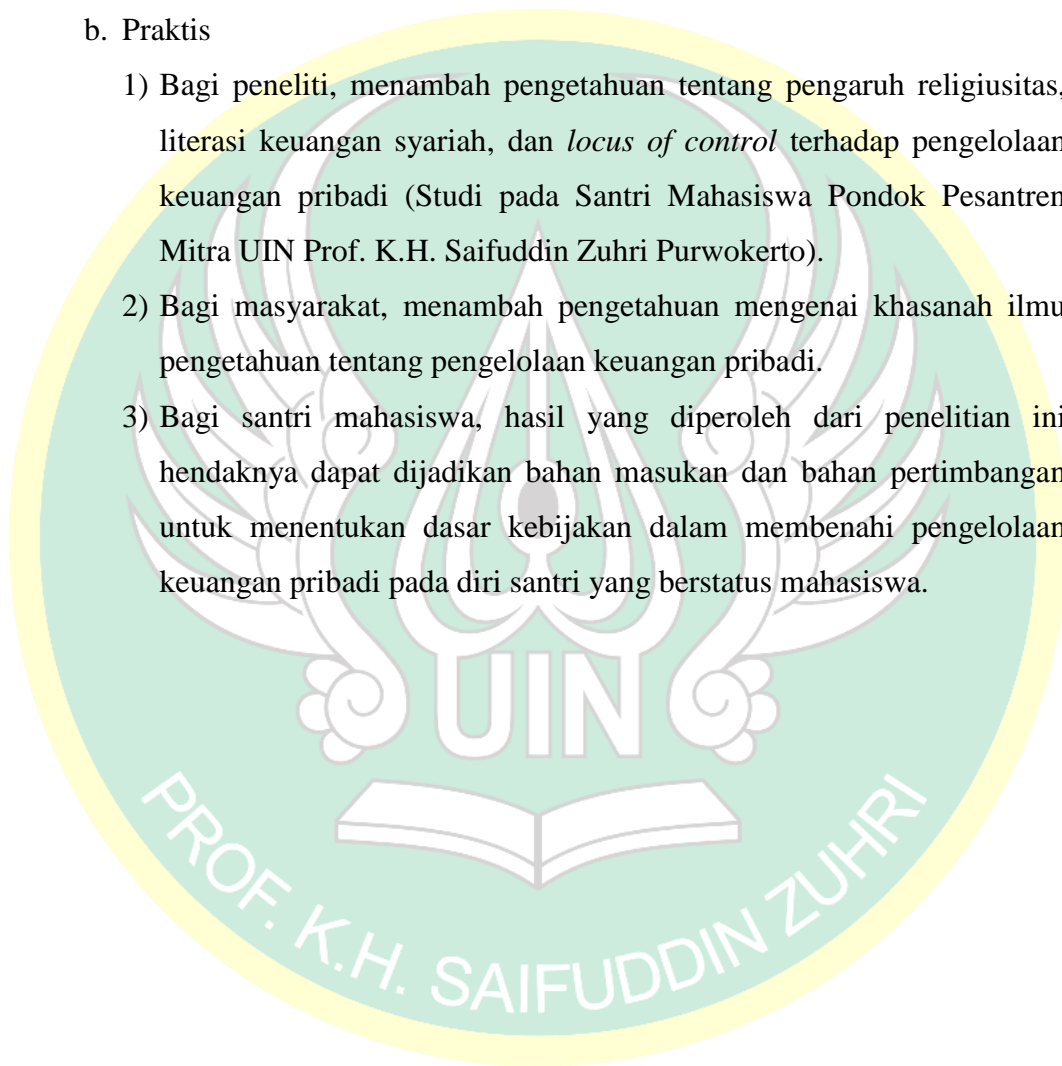 b. Praktis
1) Bagi peneliti, menambah pengetahuan tentang pengaruh religiusitas,
literasi keuangan syariah, dan locus of control terhadap pengelolaan
keuangan pribadi (Studi pada Santri Mahasiswa Pondok Pesantren
Mitra UIN Prof. K.H. Saifuddin Zuhri Purwokerto).
2) Bagi masyarakat, menambah pengetahuan mengenai khasanah ilmu
pengetahuan tentang pengelolaan keuangan pribadi.
3) Bagi santri mahasiswa, hasil yang diperoleh dari penelitian ini
hendaknya dapat dijadikan bahan masukan dan bahan pertimbangan
untuk menentukan dasar kebijakan dalam membenahi pengelolaan
keuangan pribadi pada diri santri yang berstatus mahasiswa.
UIN
PROF. K.H. SAIFUDDIN ZUHRI